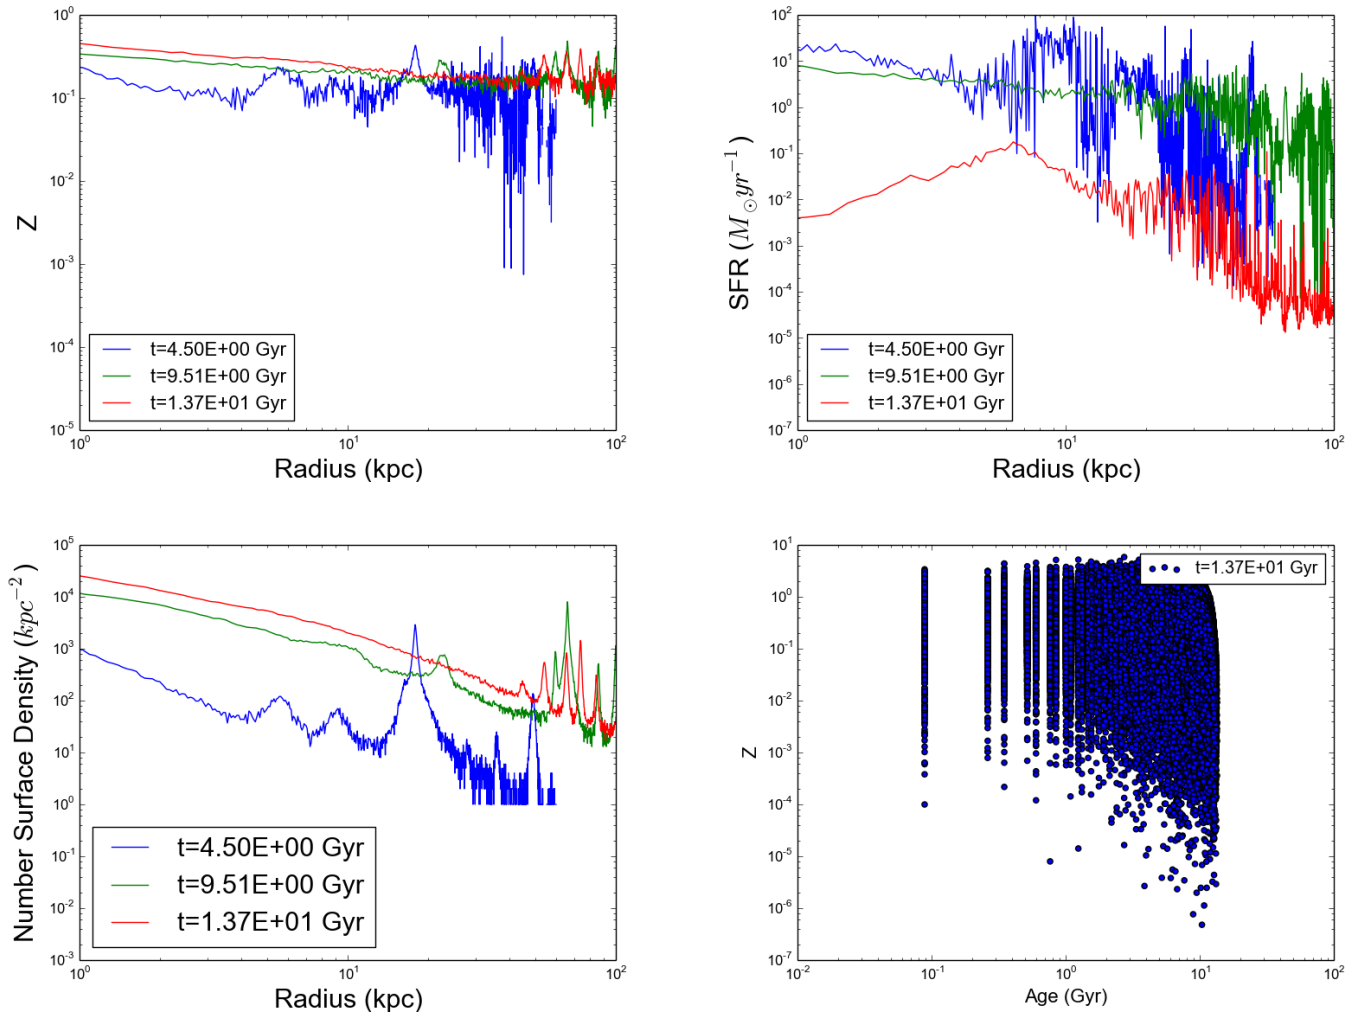 10^0
10^-1
10^-2
10^-3
10^-4
10^-5
Z
t=4.50E+00 Gyr
t=9.51E+00 Gyr
t=1.37E+01 Gyr
10^0 10^1 10^2
Radius (kpc)
10^2
10^1
10^0
10^-1
10^-2
10^-3
10^-4
10^-5
10^-6
10^-7
SFR (M_⊙ yr^-1)
t=4.50E+00 Gyr
t=9.51E+00 Gyr
t=1.37E+01 Gyr
10^0 10^1 10^2
Radius (kpc)
10^5
10^4
10^3
10^2
10^1
10^0
10^-1
10^-2
10^-3
Number Surface Density (kpc^-2)
t=4.50E+00 Gyr
t=9.51E+00 Gyr
t=1.37E+01 Gyr
10^0 10^1 10^2
Radius (kpc)
10^1
10^0
10^-1
10^-2
10^-3
10^-4
10^-5
10^-6
10^-7
Z
t=1.37E+01 Gyr
10^-2 10^-1 10^0 10^1 10^2
Age (Gyr)